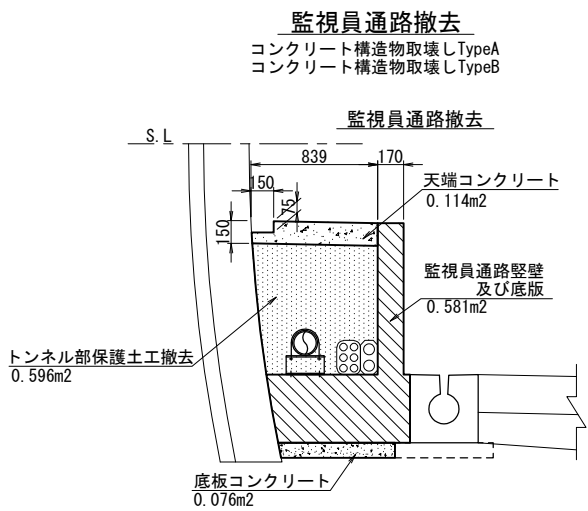 監視員通路撤去
コンクリート構造物取壊しTypeA
コンクリート構造物取壊しTypeB
監視員通路撤去
S.L
839
170
150
75
150
天端コンクリート
0.114m2
監視員通路竪壁
及び底版
0.581m2
トンネル部保護土工撤去
0.596m2
底板コンクリート
0.076m2